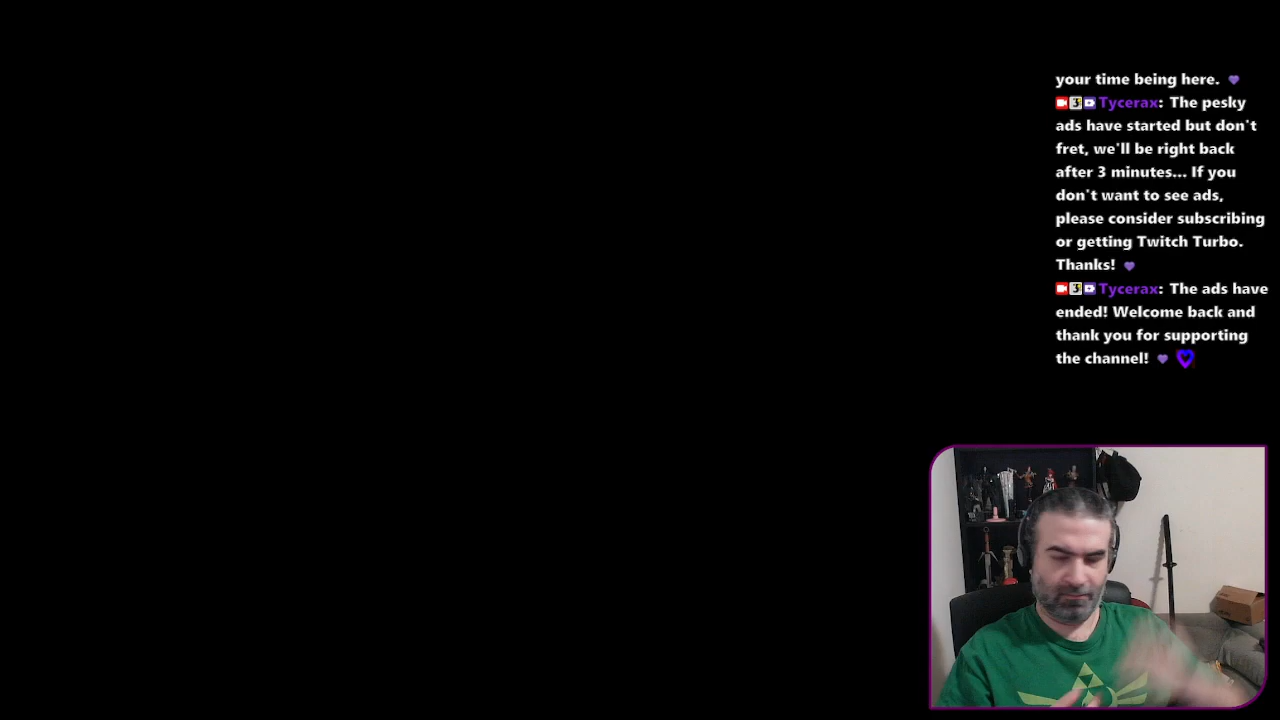 your time being here.
Tycerax: The pesky
ads have started but don't
fret, we'll be right back
after 3 minutes... If you
don't want to see ads,
please consider subscribing
or getting Twitch Turbo.
Thanks!
Tycerax: The ads have
ended! Welcome back and
thank you for supporting
the channel!